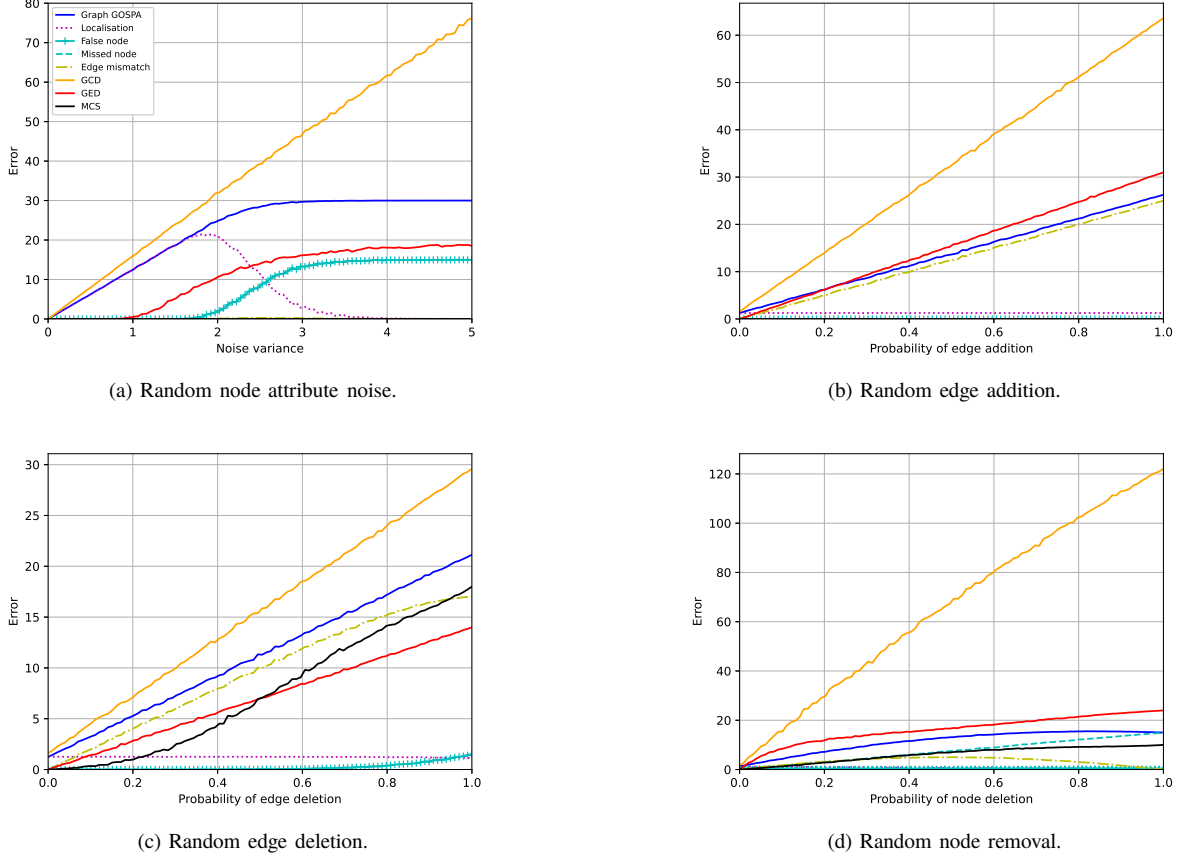 80
70
60
50
40
30
20
10
0
Error
Graph GOSPA
Localisation
False node
Missed node
Edge mismatch
GCD
GED
MCS
0 1 2 3 4 5
Noise variance
(a) Random node attribute noise.
60
50
40
30
20
10
0
Error
0.0 0.2 0.4 0.6 0.8 1.0
Probability of edge addition
(b) Random edge addition.
30
25
20
15
10
5
0
Error
0.0 0.2 0.4 0.6 0.8 1.0
Probability of edge deletion
(c) Random edge deletion.
120
100
80
60
40
20
0
Error
0.0 0.2 0.4 0.6 0.8 1.0
Probability of node deletion
(d) Random node removal.